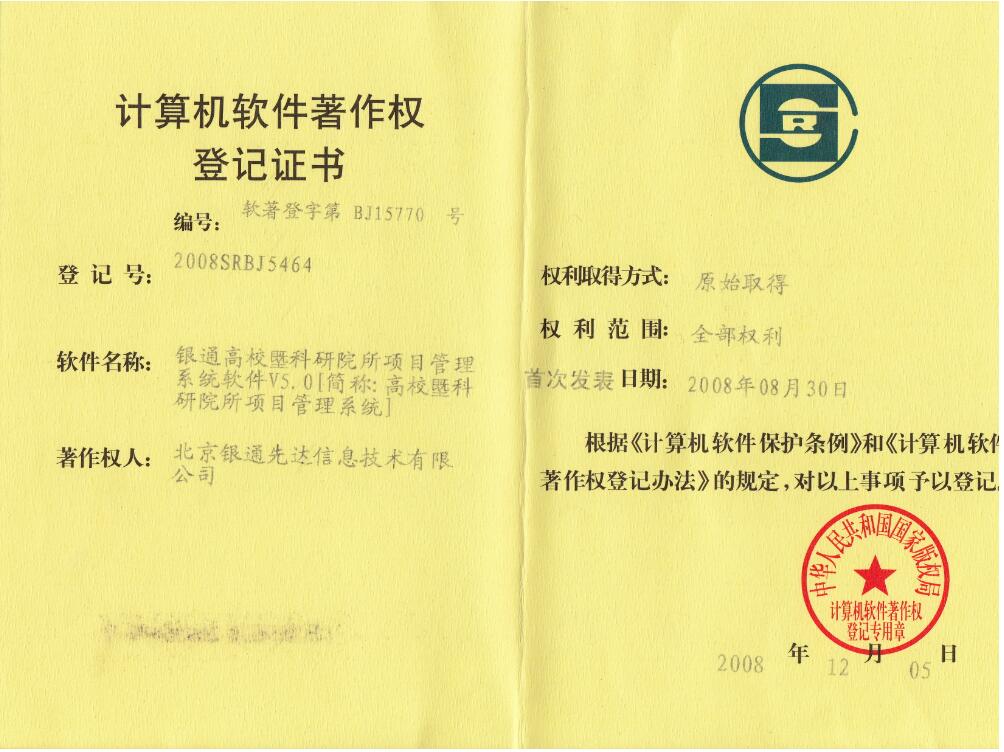 计算机软件著作权
登记证书
编号： 软著登字第 BJ15770 号
登记号： 2008SRBJ5464
软件名称： 银通高校暨科研院所项目管理
系统软件V5.0[简称：高校暨科
研院所项目管理系统]
著作权人： 北京银通先达信息技术有限
公司
SR
权利取得方式： 原始取得
权利范围： 全部权利
首次发表日期： 2008年08月30日
根据《计算机软件保护条例》和《计算机软件
著作权登记办法》的规定，对以上事项予以登记。
中华人民共和国国家版权局
计算机软件著作权
登记专用章
2008 年 12 月 05 日